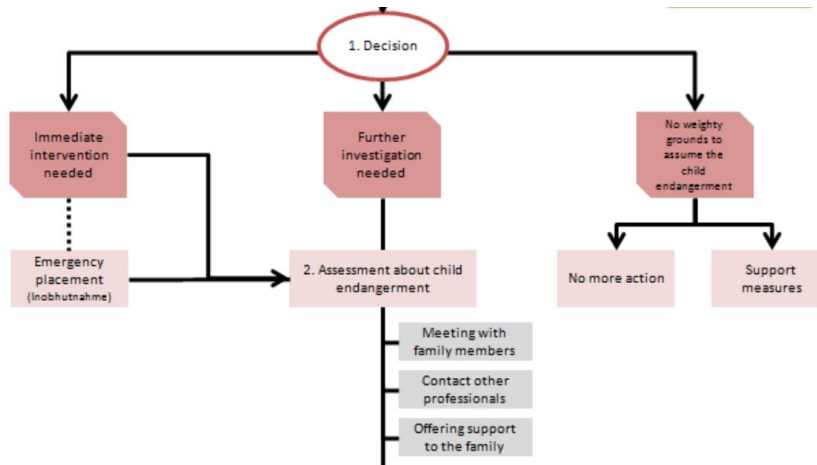 1. Decision
Immediate
intervention
needed
Further
investigation
needed
No weighty
grounds to
assume the
child
endangerment
Emergency
placement
(Inobhutnahme)
2. Assessment about child
endangerment
No more action
Support
measures
Meeting with
family members
Contact other
professionals
Offering support
to the family